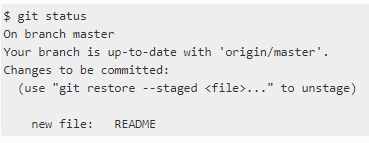 $ git status
On branch master
Your branch is up-to-date with 'origin/master'.
Changes to be committed:
  (use "git restore --staged <file>..." to unstage)
    new file:   README